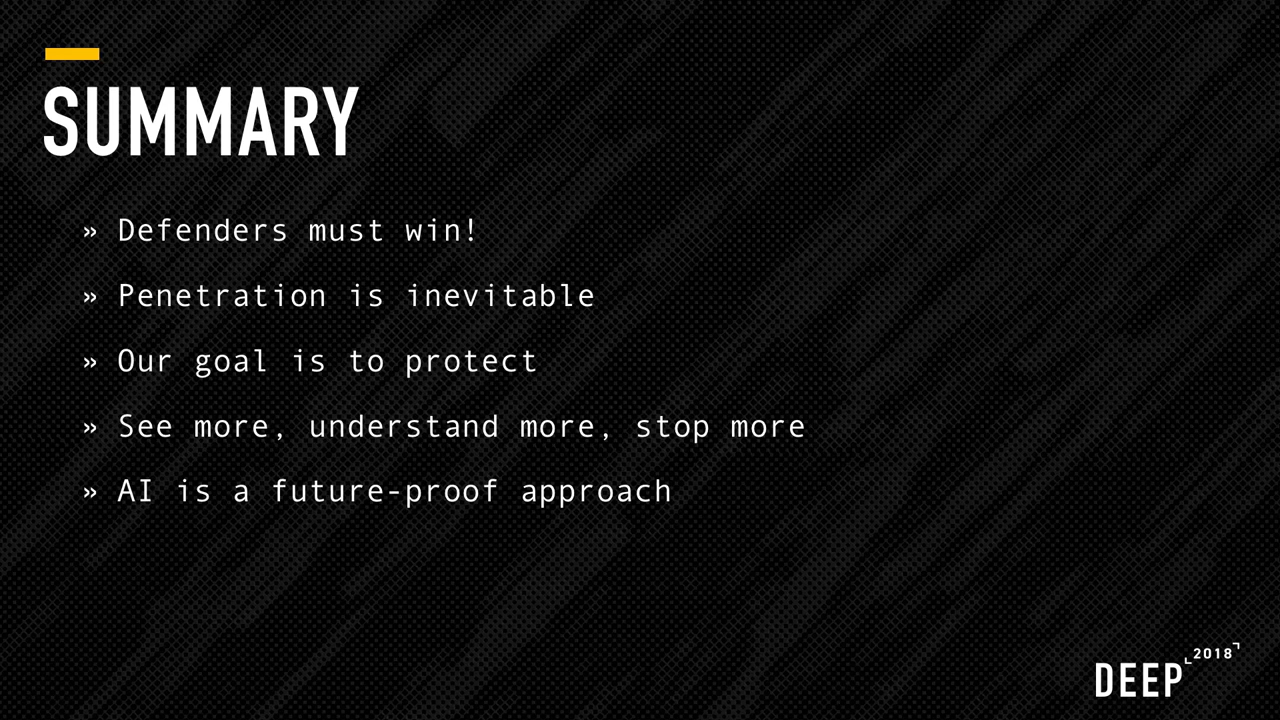 SUMMARY
» Defenders must win!
» Penetration is inevitable
» Our goal is to protect
» See more, understand more, stop more
» AI is a future-proof approach
DEEP 2018